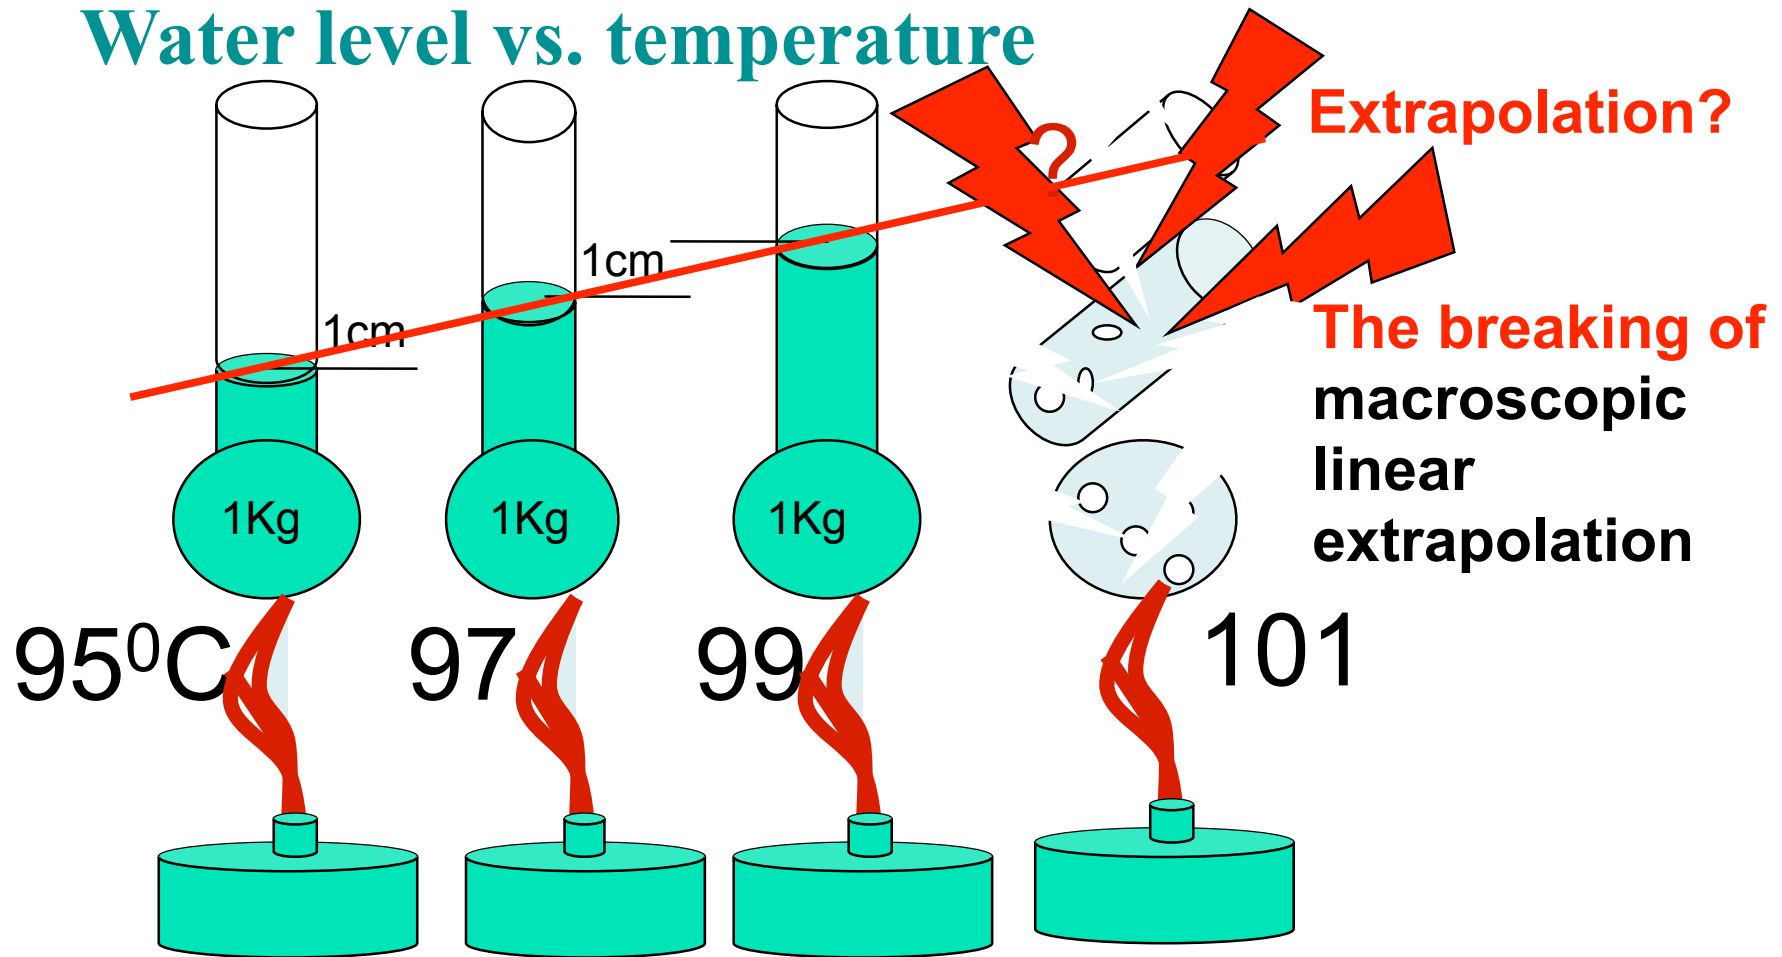 Water level vs. temperature
Extrapolation?
?
1cm
1cm
The breaking of
macroscopic
linear
extrapolation
1Kg
1Kg
1Kg
95⁰C
97
99
101